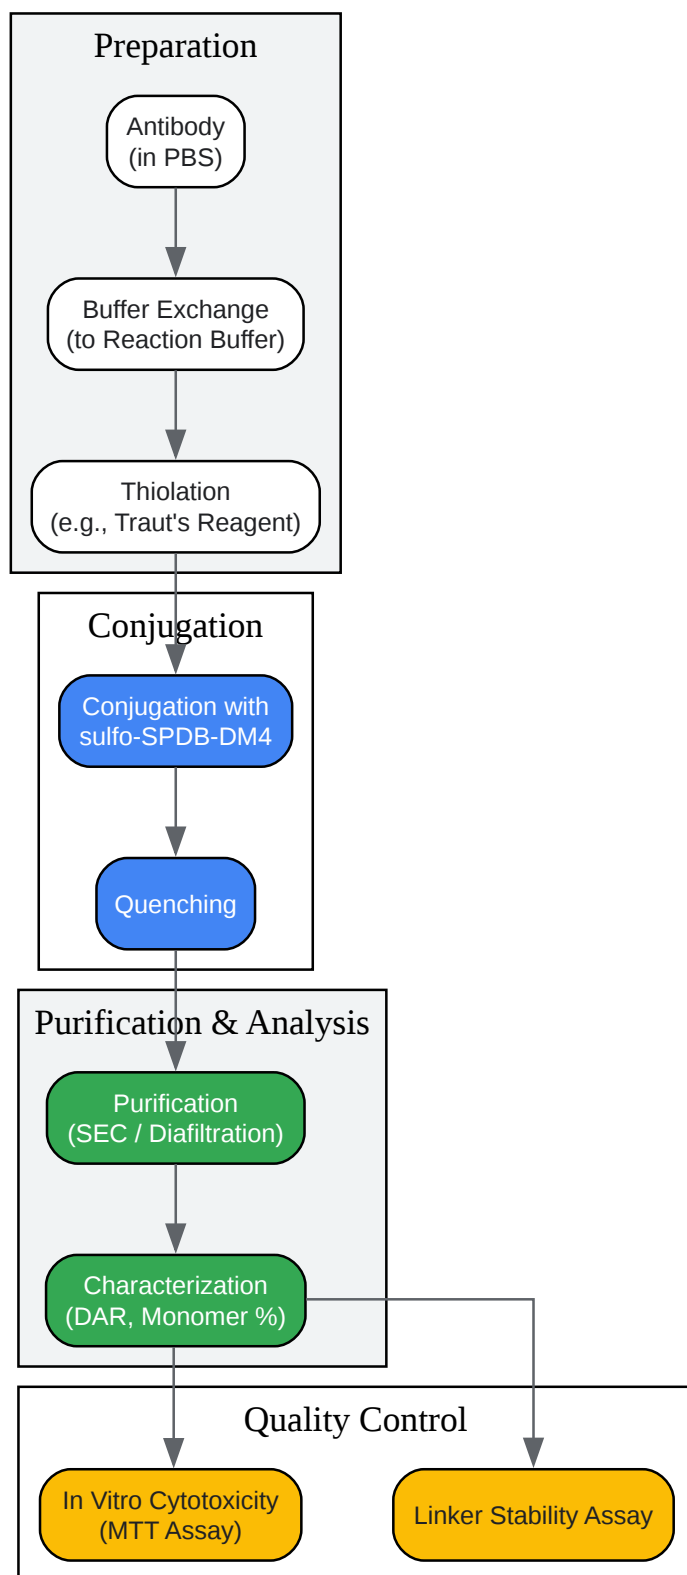 Preparation
Antibody
(in PBS)
Buffer Exchange
(to Reaction Buffer)
Thiolation
(e.g., Traut's Reagent)
Conjugation
Conjugation with
sulfo-SPDB-DM4
Quenching
Purification & Analysis
Purification
(SEC / Diafiltration)
Characterization
(DAR, Monomer %)
Quality Control
In Vitro Cytotoxicity
(MTT Assay)
Linker Stability Assay